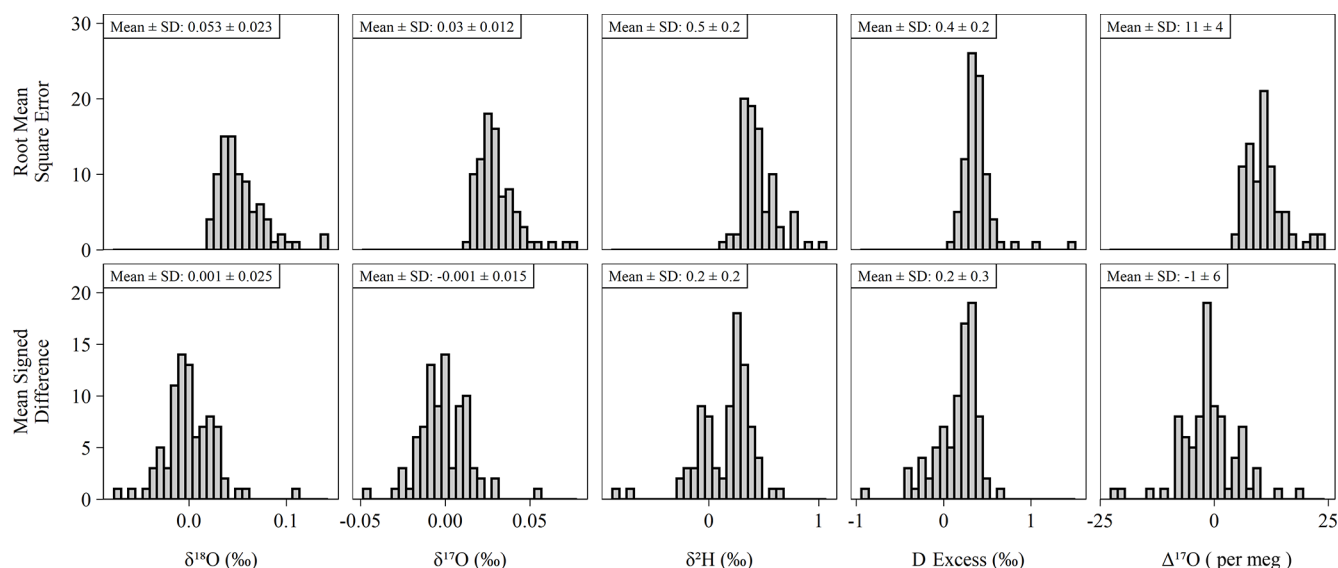 Mean ± SD: 0.053 ± 0.023
Mean ± SD: 0.03 ± 0.012
Mean ± SD: 0.5 ± 0.2
Mean ± SD: 0.4 ± 0.2
Mean ± SD: 11 ± 4
Root Mean
Square Error
30
20
10
0
Mean ± SD: 0.001 ± 0.025
Mean ± SD: -0.001 ± 0.015
Mean ± SD: 0.2 ± 0.2
Mean ± SD: 0.2 ± 0.3
Mean ± SD: -1 ± 6
Mean Signed
Difference
20
15
10
5
0
0.0 0.1
-0.05 0.00 0.05
0 1
-1 0 1
-25 0 25
δ¹⁸O (‰)
δ¹⁷O (‰)
δ²H (‰)
D Excess (‰)
Δ¹⁷O ( per meg )